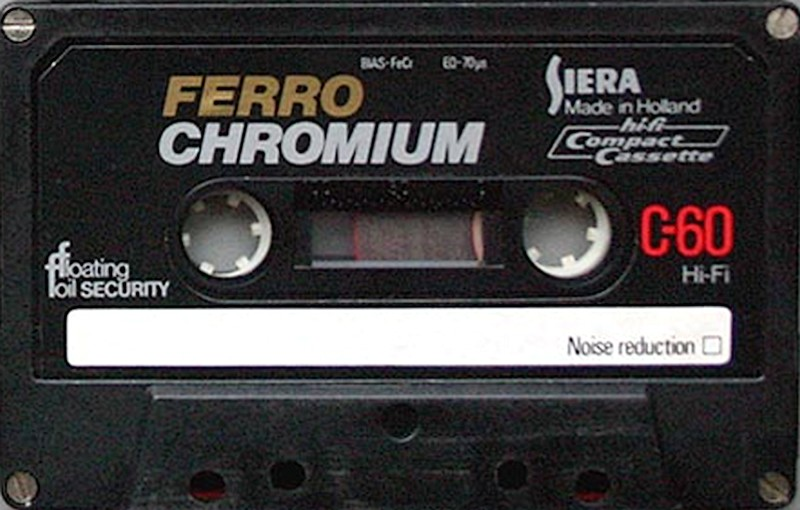 BIAS-FeCr EQ-70µs
FERRO
CHROMIUM
SIERA
Made in Holland
hi-fi
Compact
Cassette
C-60
Hi-Fi
floating
foil SECURITY
Noise reduction